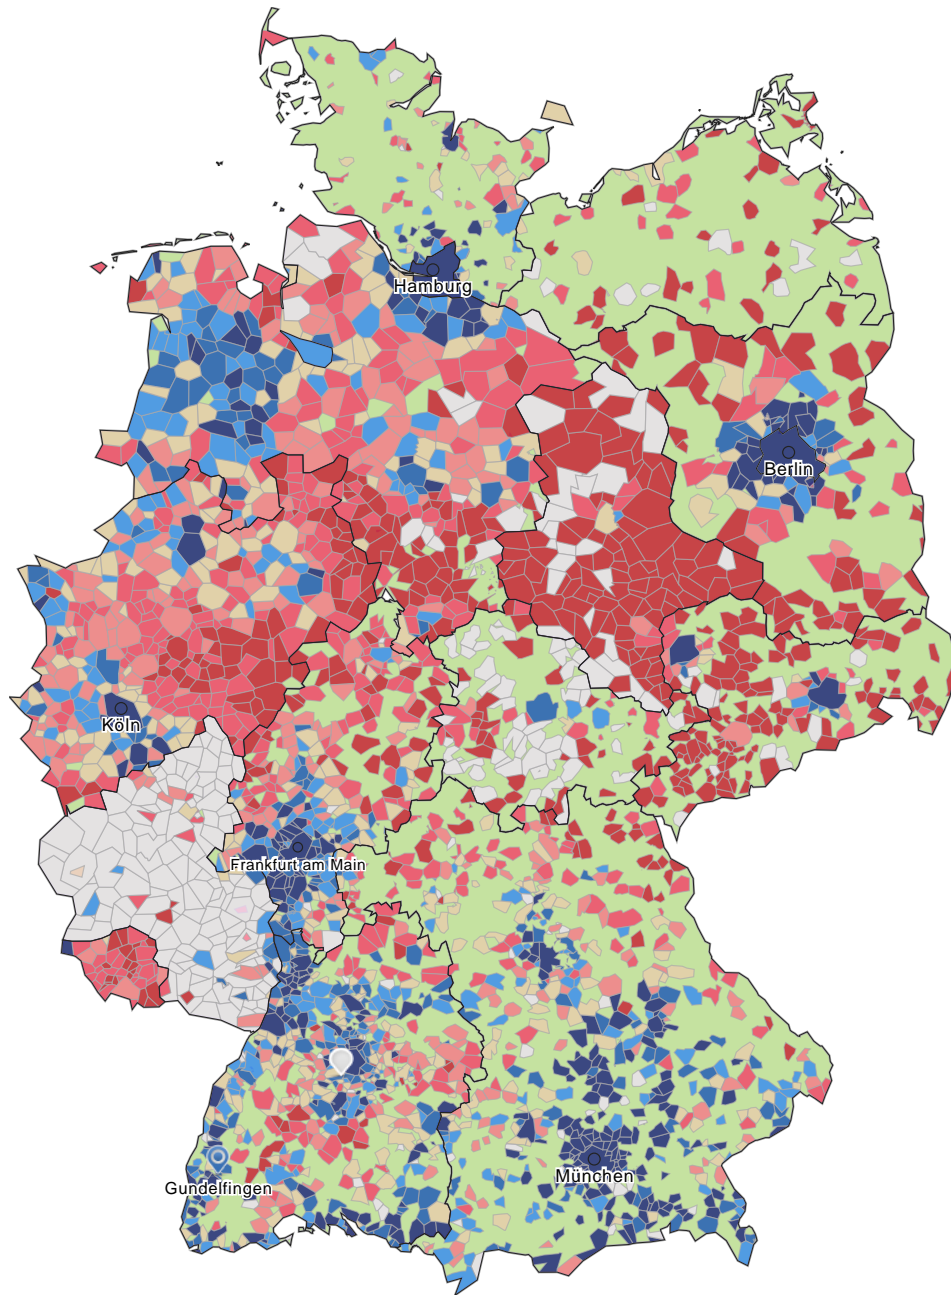 Hamburg
Berlin
Köln
Frankfurt am Main
München
Gundelfingen